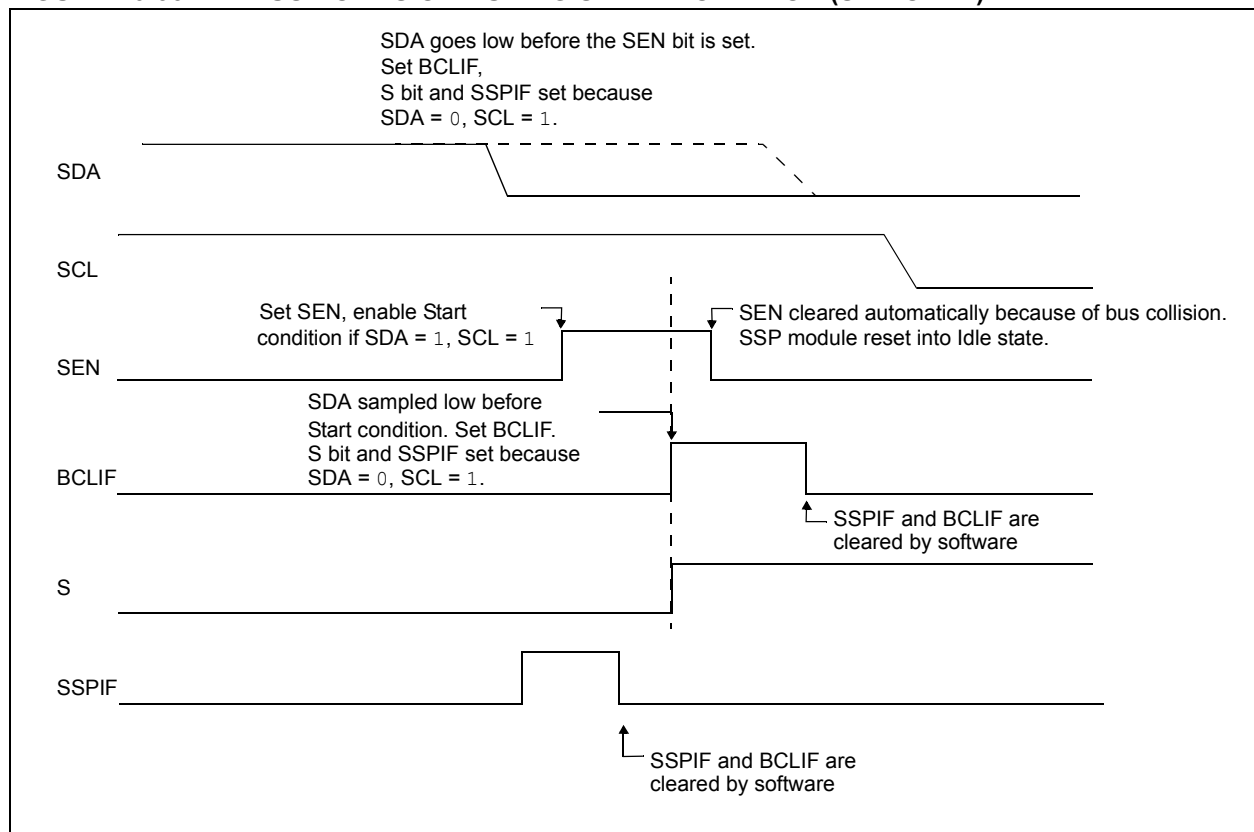 SDA goes low before the SEN bit is set.
Set BCLIF,
S bit and SSPIF set because
SDA = 0, SCL = 1.
SDA
SCL
Set SEN, enable Start
condition if SDA = 1, SCL = 1
SEN cleared automatically because of bus collision.
SSP module reset into Idle state.
SEN
SDA sampled low before
Start condition. Set BCLIF.
S bit and SSPIF set because
SDA = 0, SCL = 1.
BCLIF
SSPIF and BCLIF are
cleared by software
S
SSPIF
SSPIF and BCLIF are
cleared by software